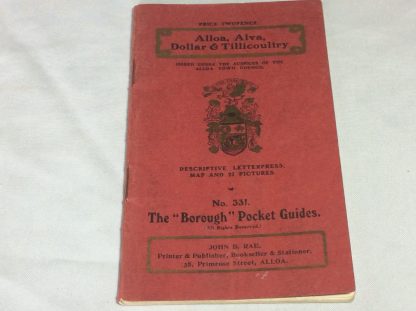 PRICE TWOPENCE
Alloa, Alva,
Dollar & Tillicoultry
ISSUED UNDER THE AUSPICES OF THE
ALLOA TOWN COUNCIL.
DESCRIPTIVE LETTERPRESS,
MAP AND 21 PICTURES.
No. 331.
The "Borough" Pocket Guides.
(All Rights Reserved.)
JOHN D. RAE,
Printer & Publisher, Bookseller & Stationer,
38, Primrose Street, ALLOA.